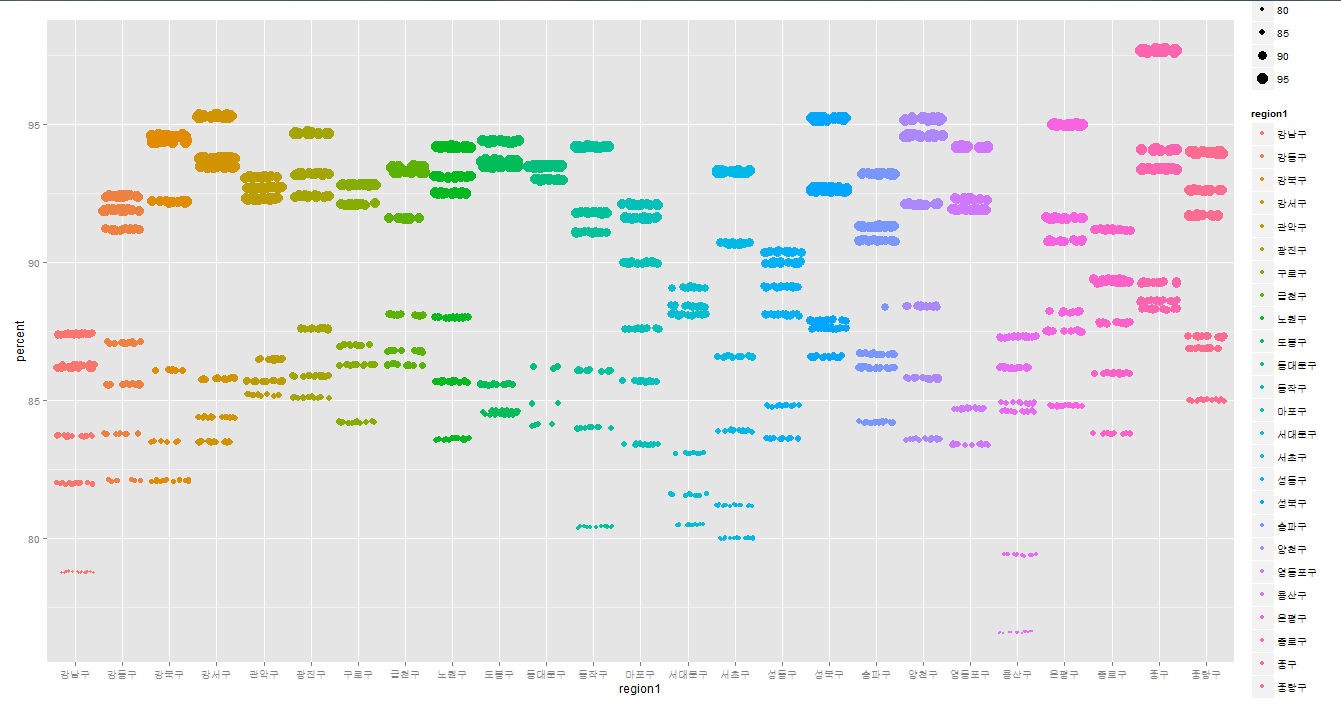 95
90
85
80
percent
강남구 강동구 강북구 강서구 관악구 광진구 구로구 금천구 노원구 도봉구 동대문구 동작구 마포구 서대문구 서초구 성동구 성북구 송파구 양천구 영등포구 용산구 은평구 종로구 중구 중랑구
region1
80
85
90
95
region1
강남구
강동구
강북구
강서구
관악구
광진구
구로구
금천구
노원구
도봉구
동대문구
동작구
마포구
서대문구
서초구
성동구
성북구
송파구
양천구
영등포구
용산구
은평구
종로구
중구
중랑구